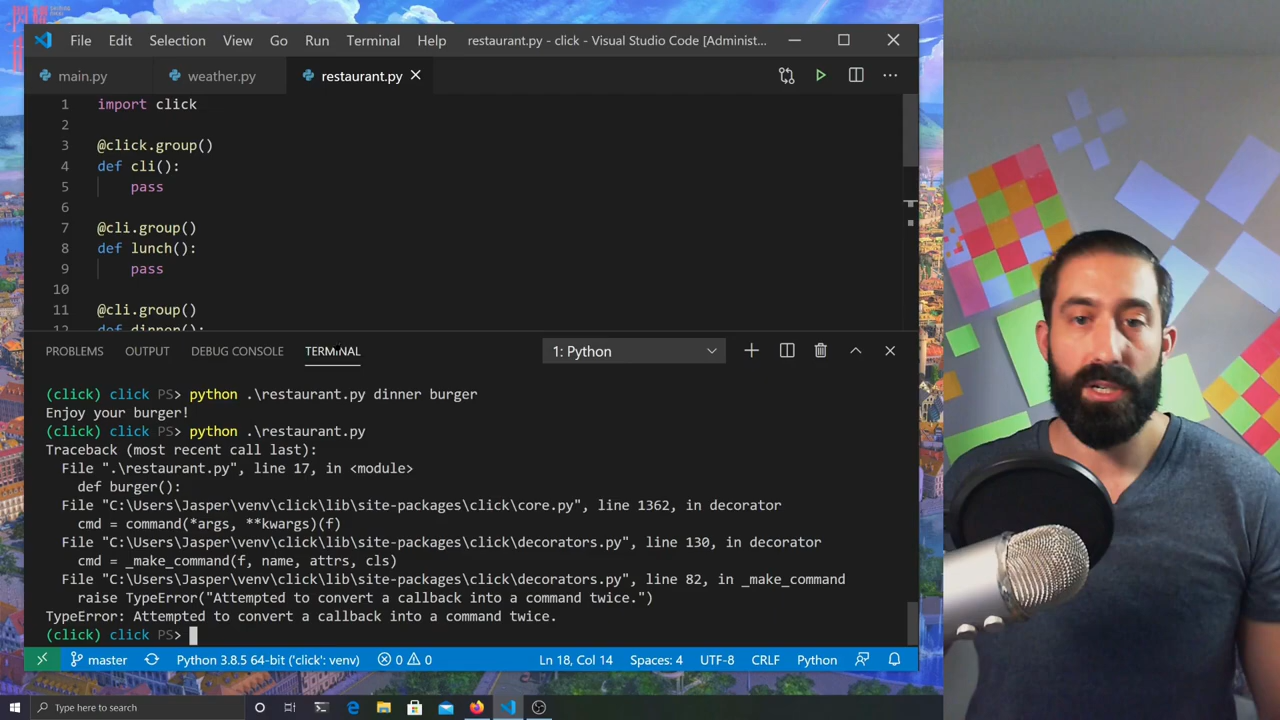 File Edit Selection View Go Run Terminal Help restaurant.py - click - Visual Studio Code [Administ...
main.py weather.py restaurant.py
1 import click
2
3 @click.group()
4 def cli():
5 pass
6
7 @cli.group()
8 def lunch():
9 pass
10
11 @cli.group()
12 def dinner():
PROBLEMS OUTPUT DEBUG CONSOLE TERMINAL 1: Python
(click) click PS> python .\restaurant.py dinner burger
Enjoy your burger!
(click) click PS> python .\restaurant.py
Traceback (most recent call last):
File ".\restaurant.py", line 17, in <module>
def burger():
File "C:\Users\Jasper\venv\click\lib\site-packages\click\core.py", line 1362, in decorator
cmd = command(*args, **kwargs)(f)
File "C:\Users\Jasper\venv\click\lib\site-packages\click\decorators.py", line 130, in decorator
cmd = _make_command(f, name, attrs, cls)
File "C:\Users\Jasper\venv\click\lib\site-packages\click\decorators.py", line 82, in _make_command
raise TypeError("Attempted to convert a callback into a command twice.")
TypeError: Attempted to convert a callback into a command twice.
(click) click PS>
master Python 3.8.5 64-bit ('click': venv) 0 0 Ln 18, Col 14 Spaces: 4 UTF-8 CRLF Python
Type here to search